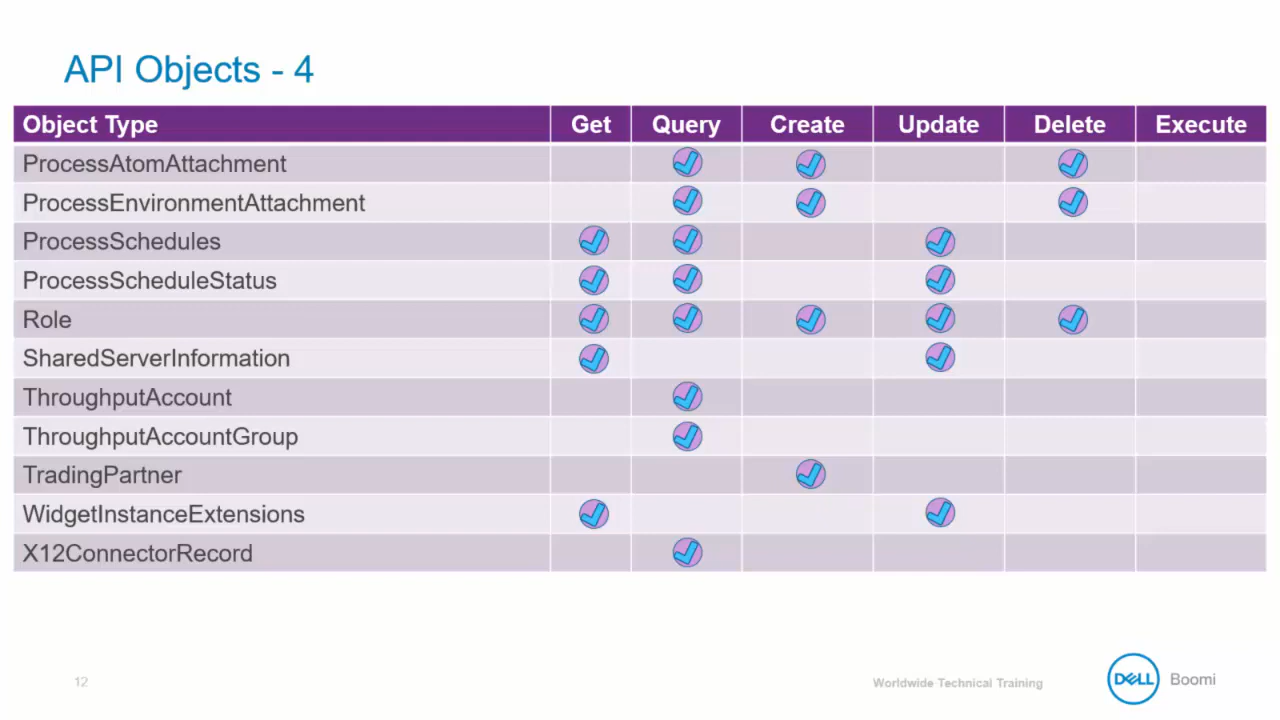 API Objects - 4
Object Type Get Query Create Update Delete Execute
ProcessAtomAttachment
ProcessEnvironmentAttachment
ProcessSchedules
ProcessScheduleStatus
Role
SharedServerInformation
ThroughputAccount
ThroughputAccountGroup
TradingPartner
WidgetInstanceExtensions
X12ConnectorRecord
12
Worldwide Technical Training
DELL Boomi